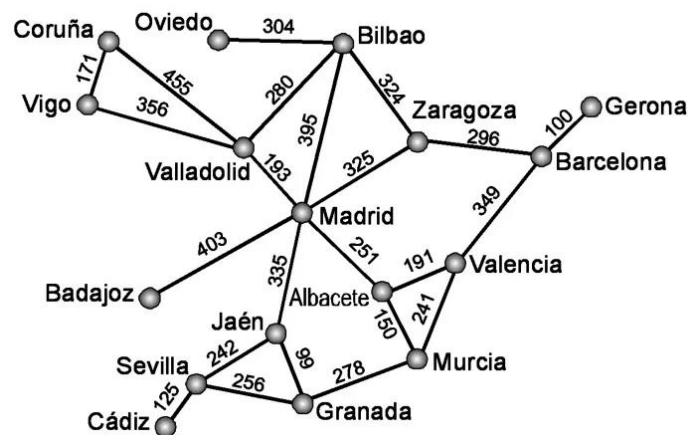 Coruña
Oviedo
304
Bilbao
171
455
280
324
Vigo
356
395
Zaragoza
100
Gerona
Valladolid
193
325
296
Barcelona
Madrid
349
403
251
191
Valencia
335
Badajoz
Albacete
150
241
Jaén
242
99
278
Murcia
Sevilla
125
256
Cádiz
Granada